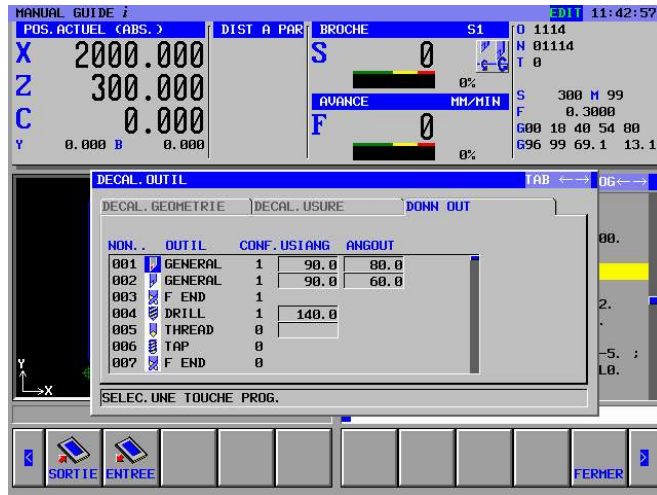 MANUAL GUIDE i EDIT 11:42:57
POS.ACTUEL (ABS.) DIST A PAR BROCHE S1 O 1114
X 2000.000 S 0 N 01114
T 0
Z 300.000 0% S 300 M 99
AVANCE MM/MIN F 0.3000
C 0.000 F 0 G00 18 40 54 80
Y 0.000 B 0.000 0% G96 99 69.1 13.1
DECAL.OUTIL TAB ←→ OG←→
DECAL.GEOMETRIE DECAL.USURE DONN OUT
NON.. OUTIL CONF.USIANG ANGOUT 00.
001 GENERAL 1 90.0 80.0
002 GENERAL 1 90.0 60.0
003 F END 1
004 DRILL 1 140.0 2.
005 THREAD 0 .
006 TAP 0 -5. ;
007 F END 0 L0.
Y
X
SELEC.UNE TOUCHE PROG.
SORTIE ENTREE FERMER